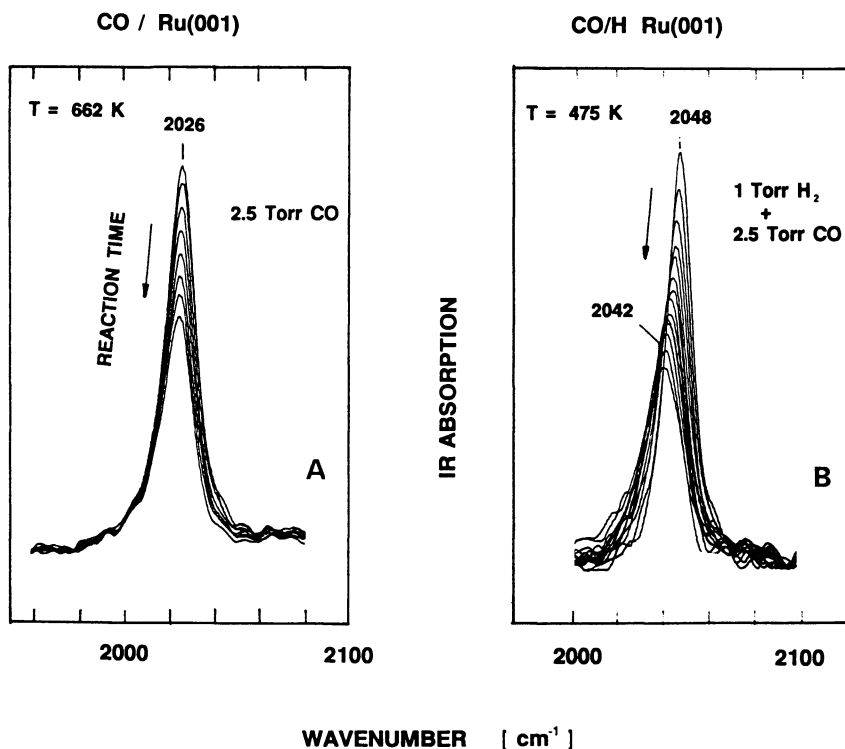 CO / Ru(001)
T = 662 K
2026
2.5 Torr CO
REACTION TIME
A
2000
2100
CO/H Ru(001)
T = 475 K
2048
1 Torr H₂
+
2.5 Torr CO
2042
IR ABSORPTION
B
2000
2100
WAVENUMBER [ cm⁻¹ ]